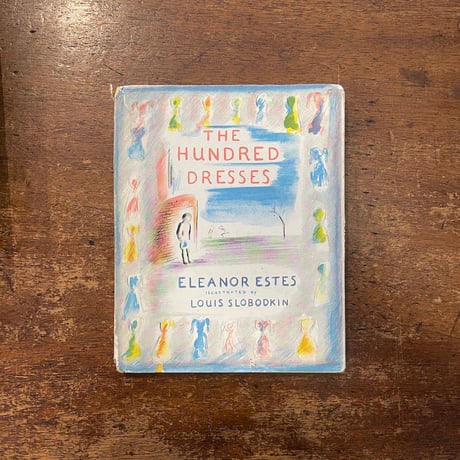 THE
HUNDRED
DRESSES
ELEANOR ESTES
ILLUSTRATED by
LOUIS SLOBODKIN